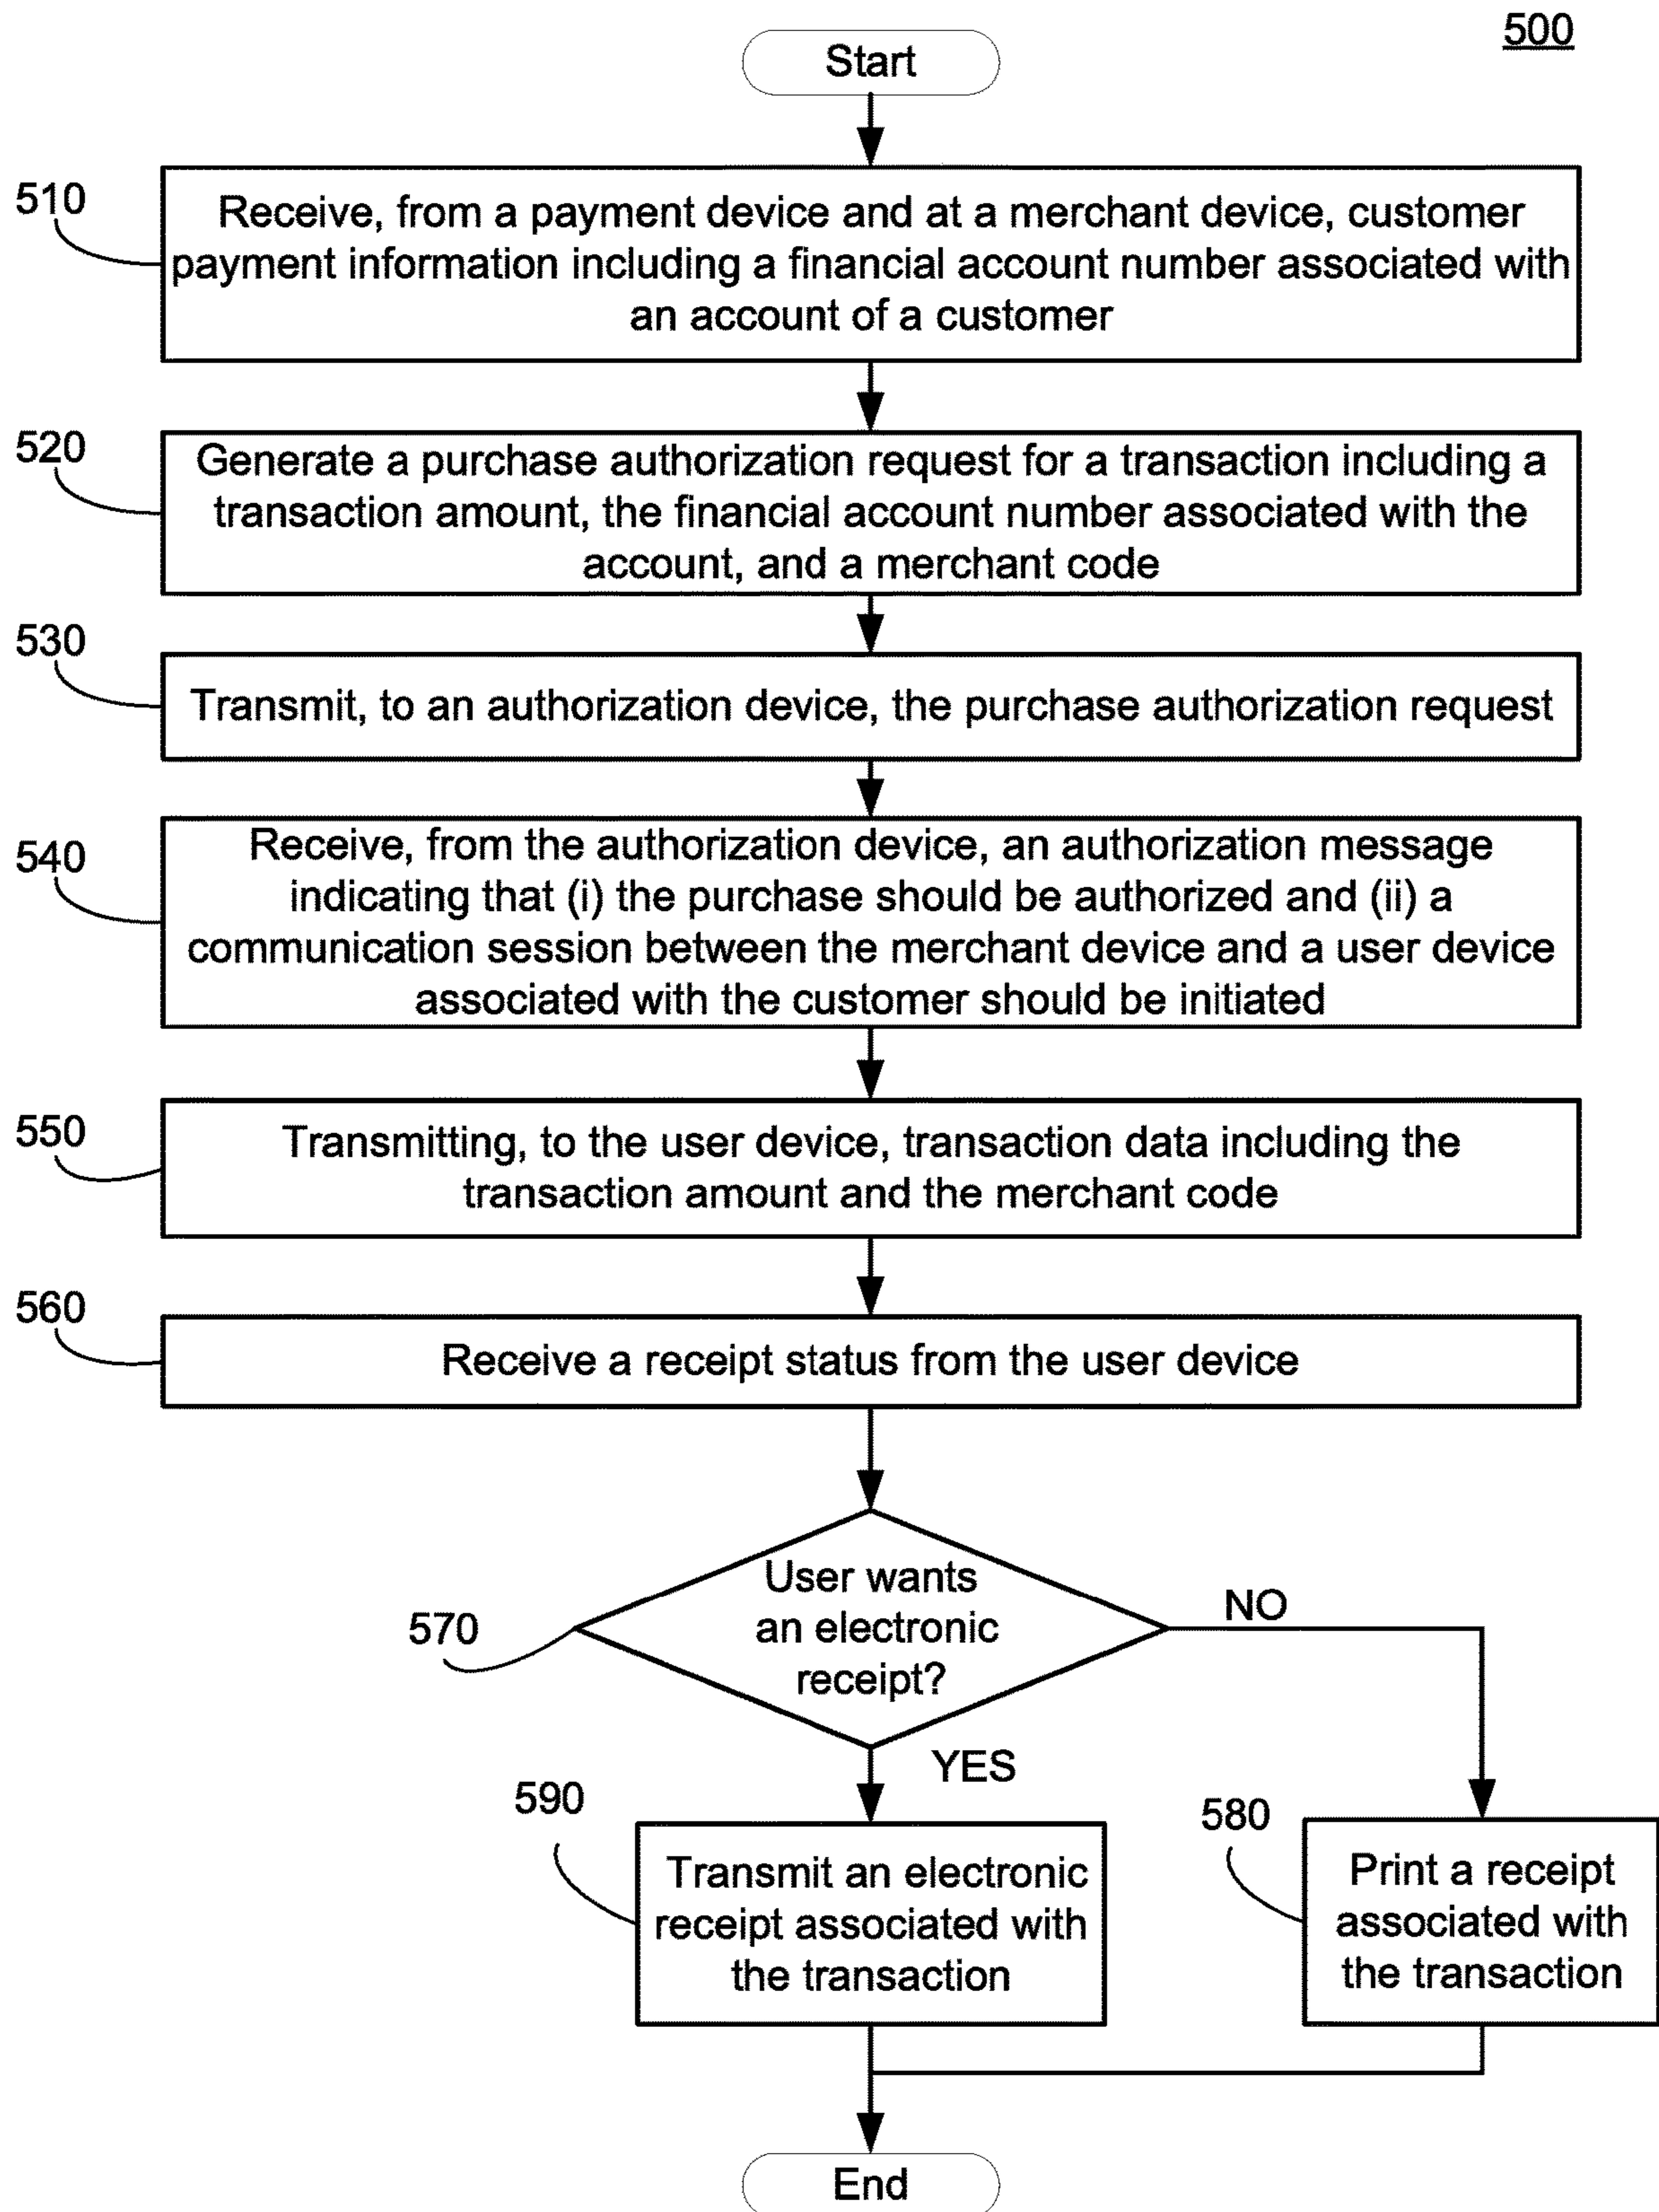 500
Start
510
Receive, from a payment device and at a merchant device, customer
payment information including a financial account number associated with
an account of a customer
520
Generate a purchase authorization request for a transaction including a
transaction amount, the financial account number associated with the
account, and a merchant code
530
Transmit, to an authorization device, the purchase authorization request
540
Receive, from the authorization device, an authorization message
indicating that (i) the purchase should be authorized and (ii) a
communication session between the merchant device and a user device
associated with the customer should be initiated
550
Transmitting, to the user device, transaction data including the
transaction amount and the merchant code
560
Receive a receipt status from the user device
570
User wants
an electronic
receipt?
NO
YES
590
Transmit an electronic
receipt associated with
the transaction
580
Print a receipt
associated with
the transaction
End